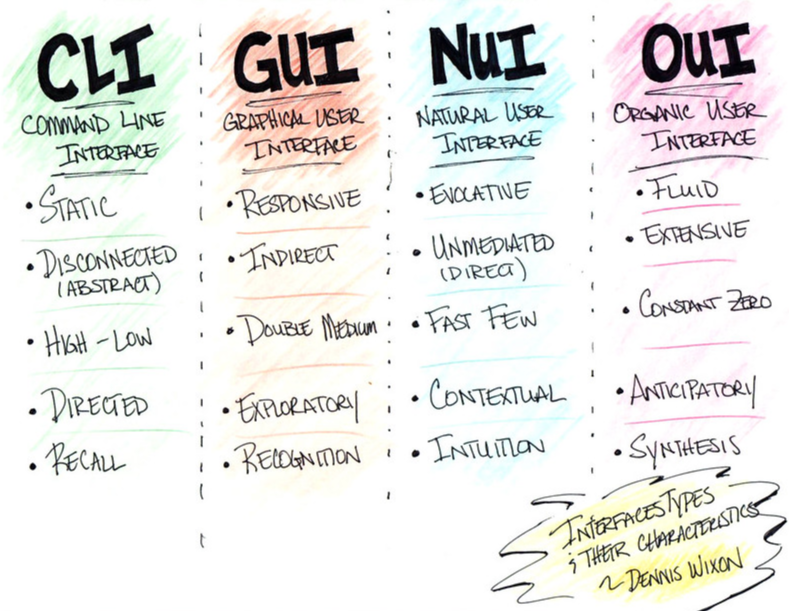 CLI
COMMAND LINE
INTERFACE
• STATIC
• DISCONNECTED
(ABSTRACT)
• HIGH - LOW
• DIRECTED
• RECALL
GUI
GRAPHICAL USER
INTERFACE
• RESPONSIVE
• INDIRECT
• DOUBLE MEDIUM
• EXPLORATORY
• RECOGNITION
NUI
NATURAL USER
INTERFACE
• EVOCATIVE
• UNMEDIATED
(DIRECT)
• FAST FEW
• CONTEXTUAL
• INTUITION
OUI
ORGANIC USER
INTERFACE
• FLUID
• EXTENSIVE
• CONSTANT ZERO
• ANTICIPATORY
• SYNTHESIS
INTERFACES TYPES
& THEIR CHARACTERISTICS
~ DENNIS WIXON